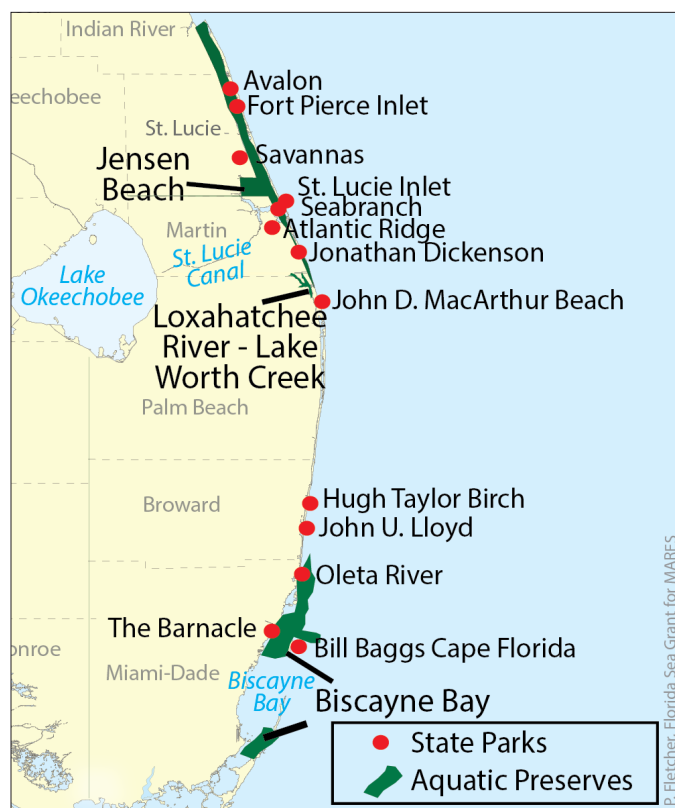 Indian River
Avalon
eechobee
Fort Pierce Inlet
St. Lucie
Savannas
Jensen
Beach
St. Lucie Inlet
Seabranch
Martin
Atlantic Ridge
St. Lucie
Canal
Jonathan Dickenson
Lake
Okeechobee
John D. MacArthur Beach
Loxahatchee
River - Lake
Worth Creek
Palm Beach
Hugh Taylor Birch
Broward
John U. Lloyd
Oleta River
The Barnacle
onroe
Bill Baggs Cape Florida
Miami-Dade
Biscayne
Bay
Biscayne Bay
State Parks
Aquatic Preserves
P. Fletcher, Florida Sea Grant for MARES